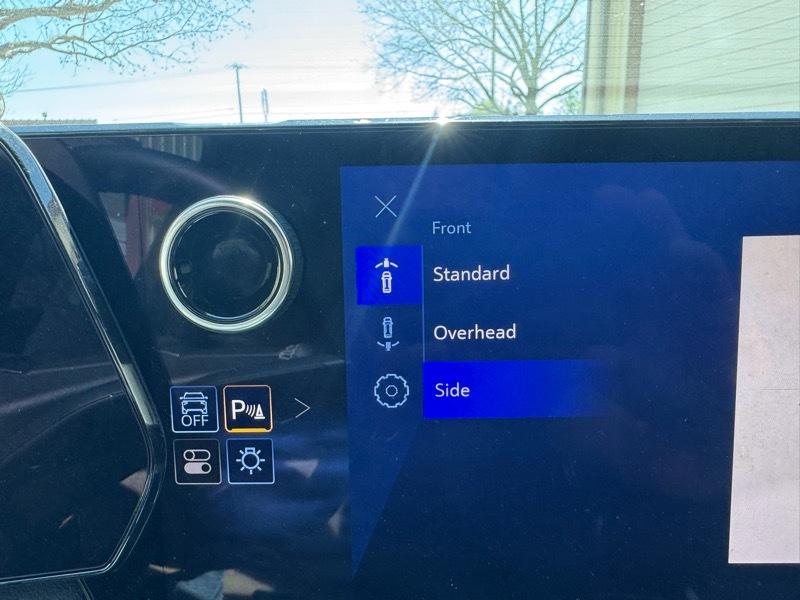 Front
Standard
Overhead
Side
OFF
P